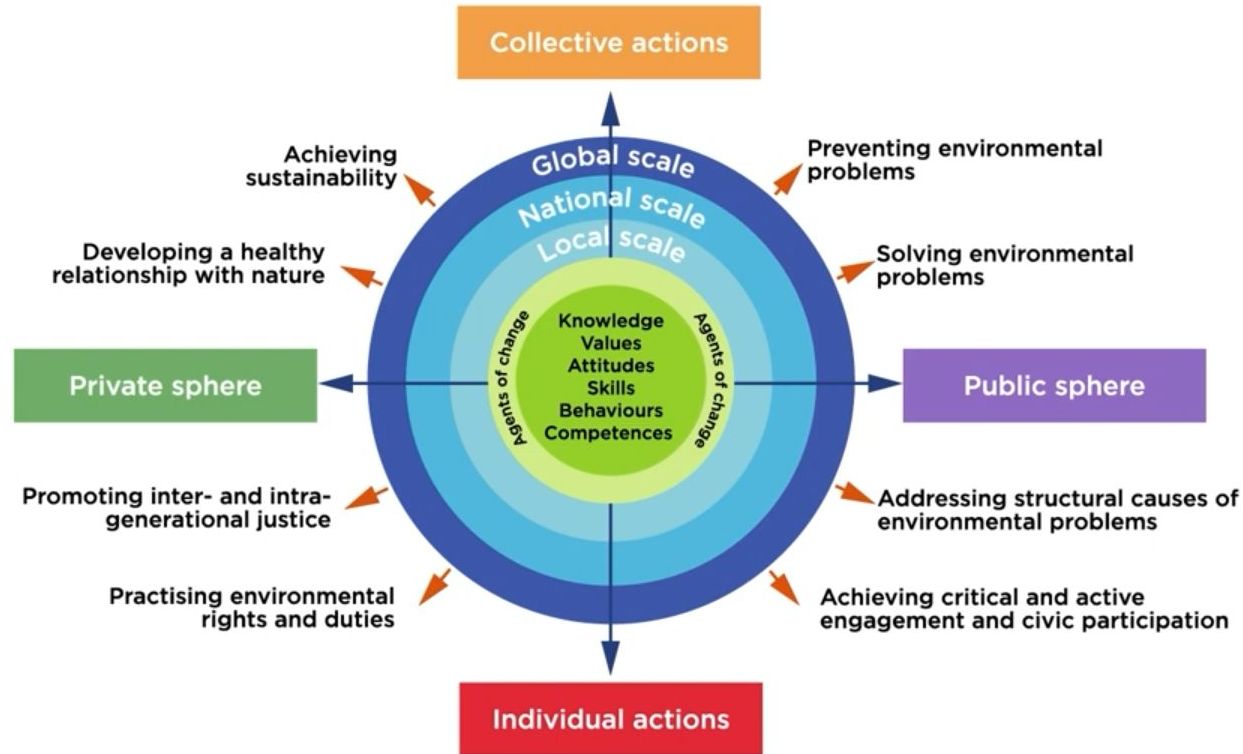 Collective actions
Achieving
sustainability
Preventing environmental
problems
Global scale
National scale
Local scale
Developing a healthy
relationship with nature
Solving environmental
problems
Agents of change
Knowledge
Values
Attitudes
Skills
Behaviours
Competences
Agents of change
Private sphere
Public sphere
Promoting inter- and intra-
generational justice
Addressing structural causes of
environmental problems
Practising environmental
rights and duties
Achieving critical and active
engagement and civic participation
Individual actions